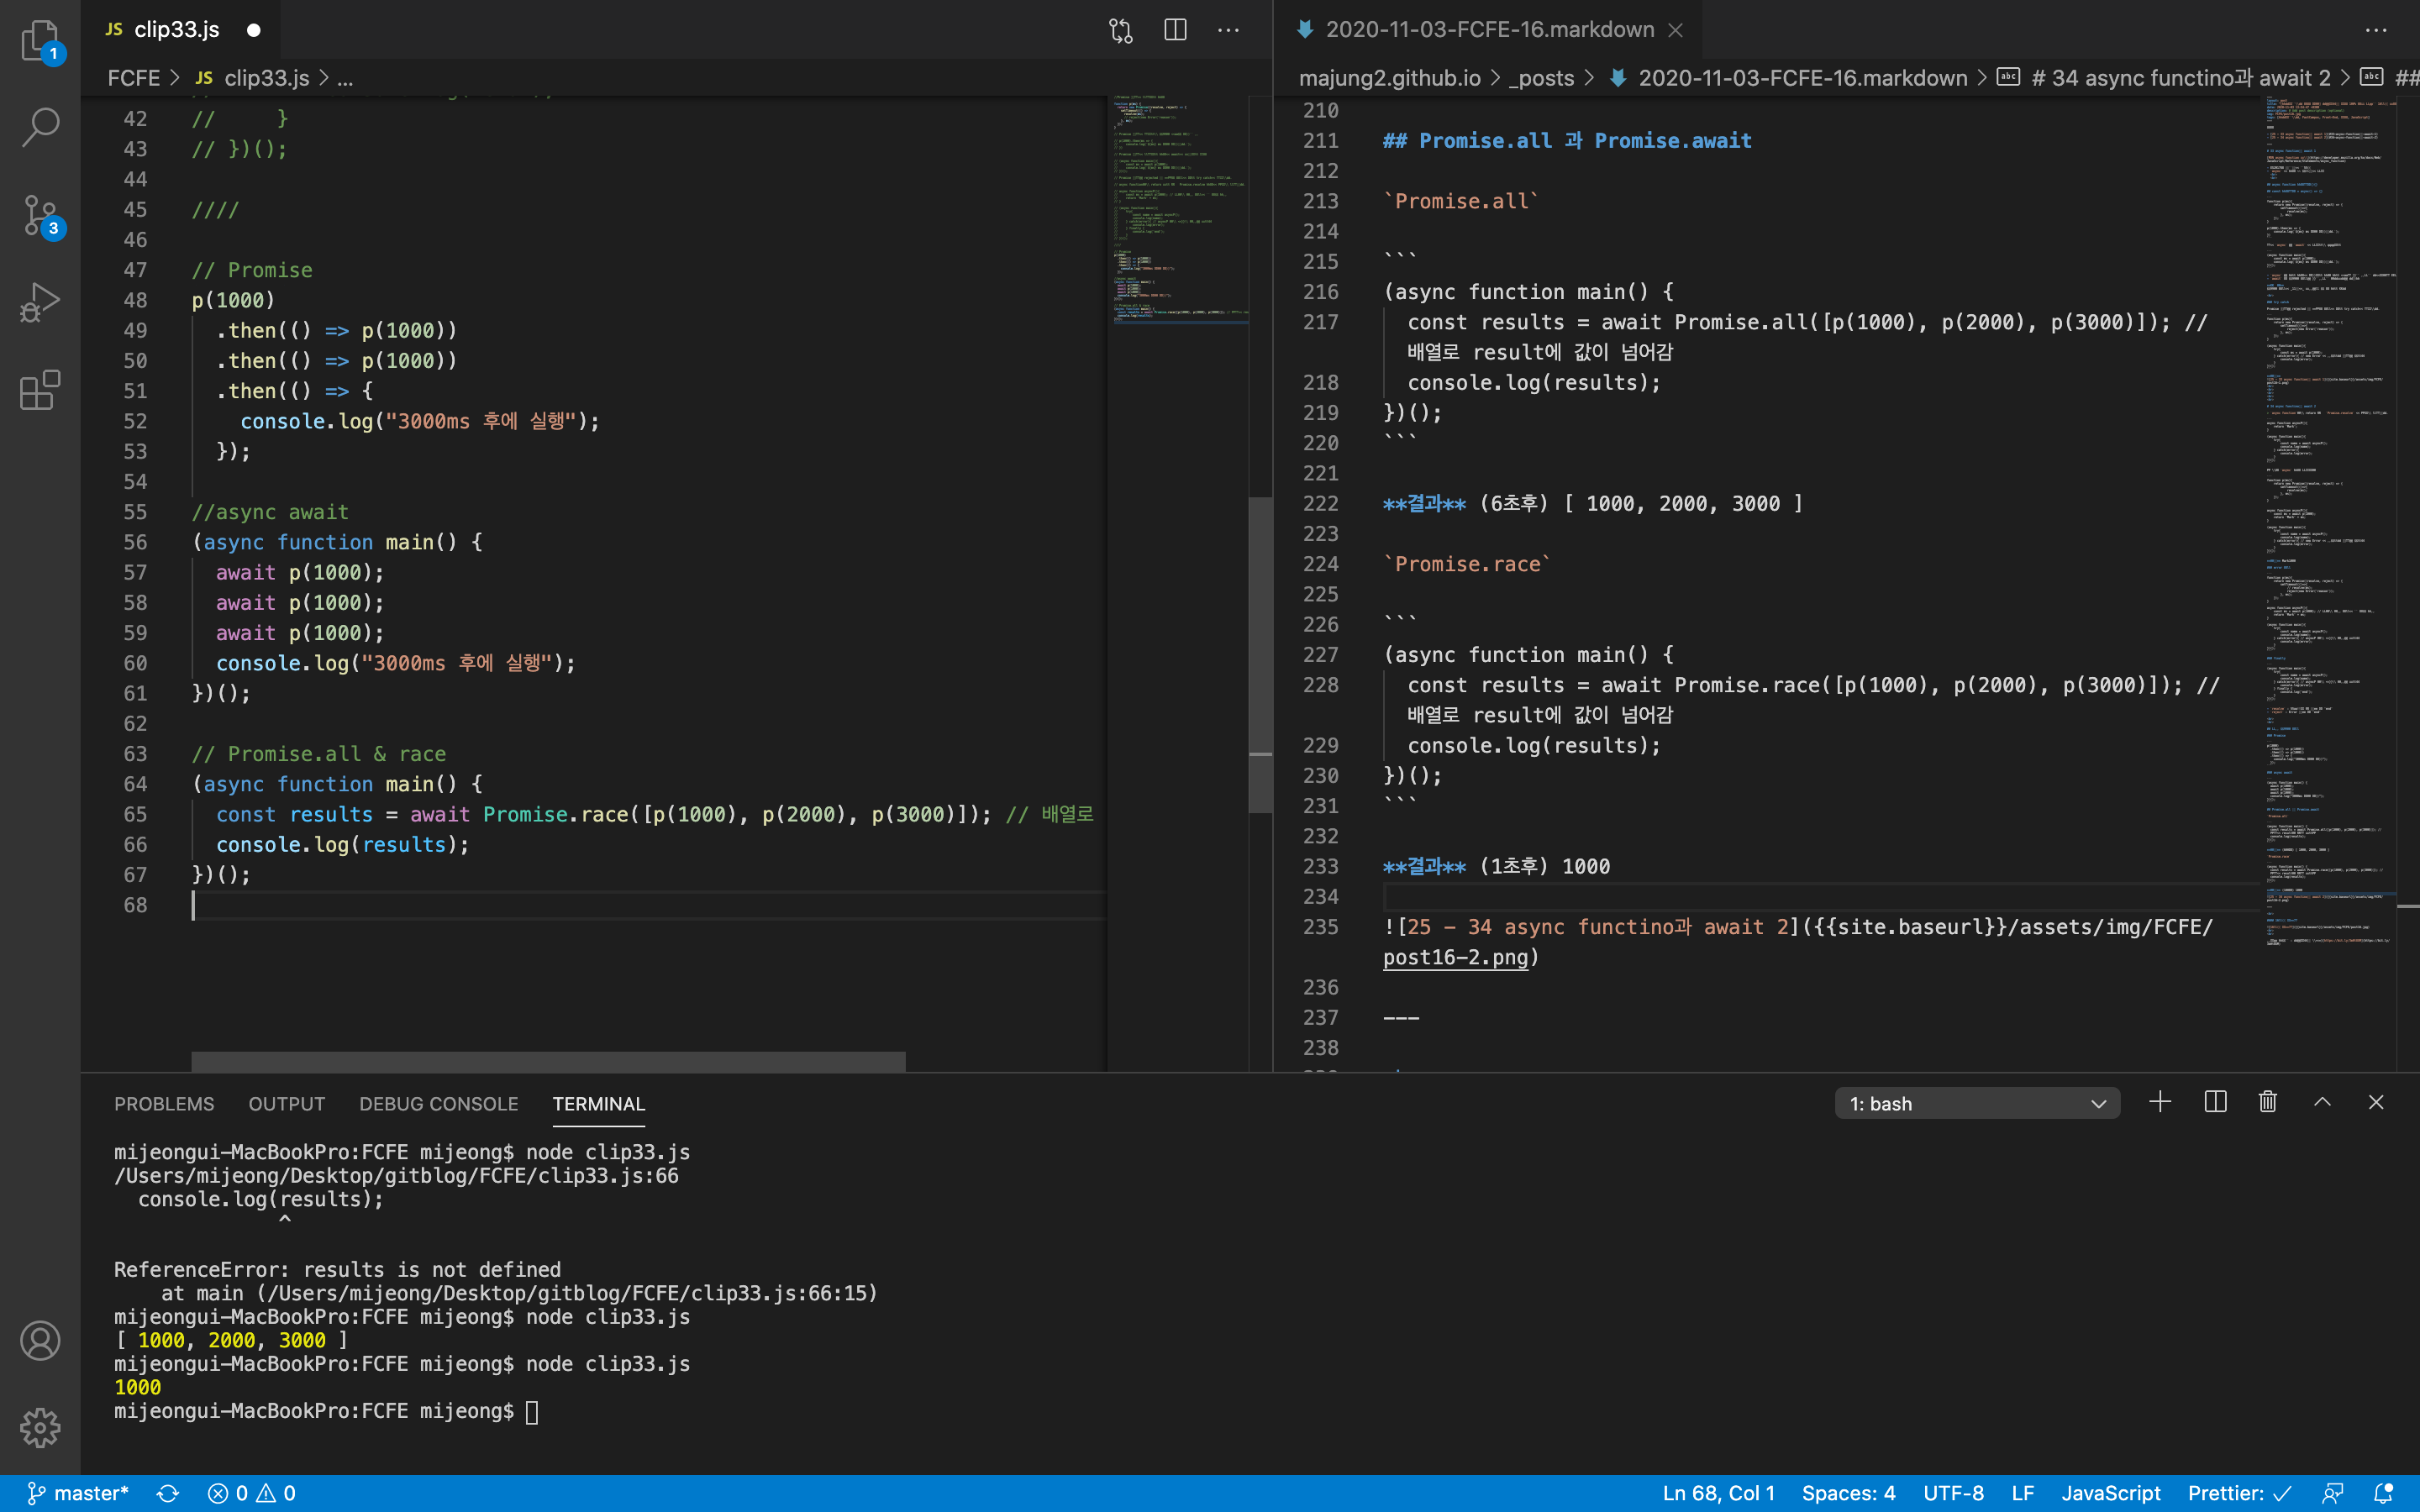 JS clip33.js
2020-11-03-FCFE-16.markdown
FCFE > JS clip33.js > ...
majung2.github.io > _posts > 2020-11-03-FCFE-16.markdown > # 34 async functino과 await 2 > ##
1
3
42 //     }
43 // })();
44
45 ////
46
47 // Promise
48 p(1000)
49   .then(() => p(1000))
50   .then(() => p(1000))
51   .then(() => {
52     console.log("3000ms 후에 실행");
53   });
54
55 //async await
56 (async function main() {
57   await p(1000);
58   await p(1000);
59   await p(1000);
60   console.log("3000ms 후에 실행");
61 })();
62
63 // Promise.all & race
64 (async function main() {
65   const results = await Promise.race([p(1000), p(2000), p(3000)]); // 배열로
66   console.log(results);
67 })();
68
210
211 ## Promise.all 과 Promise.await
212
213 `Promise.all`
214
215 ```
216 (async function main() {
217   const results = await Promise.all([p(1000), p(2000), p(3000)]); //
배열로 result에 값이 넘어감
218   console.log(results);
219 })();
220 ```
221
222 **결과** (6초후) [ 1000, 2000, 3000 ]
223
224 `Promise.race`
225
226 ```
227 (async function main() {
228   const results = await Promise.race([p(1000), p(2000), p(3000)]); //
배열로 result에 값이 넘어감
229   console.log(results);
230 })();
231 ```
232
233 **결과** (1초후) 1000
234
235 ![25 - 34 async functino과 await 2]({{site.baseurl}}/assets/img/FCFE/
post16-2.png)
236
237 ---
238
PROBLEMS OUTPUT DEBUG CONSOLE TERMINAL
1: bash
mijeongui-MacBookPro:FCFE mijeong$ node clip33.js
/Users/mijeong/Desktop/gitblog/FCFE/clip33.js:66
  console.log(results);
              ^
ReferenceError: results is not defined
    at main (/Users/mijeong/Desktop/gitblog/FCFE/clip33.js:66:15)
mijeongui-MacBookPro:FCFE mijeong$ node clip33.js
[ 1000, 2000, 3000 ]
mijeongui-MacBookPro:FCFE mijeong$ node clip33.js
1000
mijeongui-MacBookPro:FCFE mijeong$
master* 0 0
Ln 68, Col 1 Spaces: 4 UTF-8 LF JavaScript Prettier: ✓